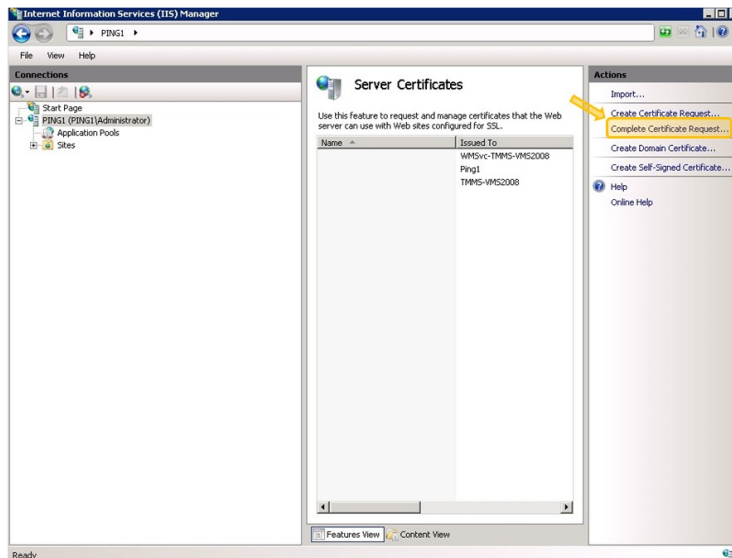 Internet Information Services (IIS) Manager
PING1
File View Help
Connections
Start Page
PING1 (PING1\Administrator)
Application Pools
Sites
Server Certificates
Use this feature to request and manage certificates that the Web
server can use with Web sites configured for SSL.
Name Issued To
WMSvc-TMMS-VMS2008
Ping1
TMMS-VMS2008
Features View Content View
Actions
Import...
Create Certificate Request...
Complete Certificate Request...
Create Domain Certificate...
Create Self-Signed Certificate...
Help
Online Help
Ready